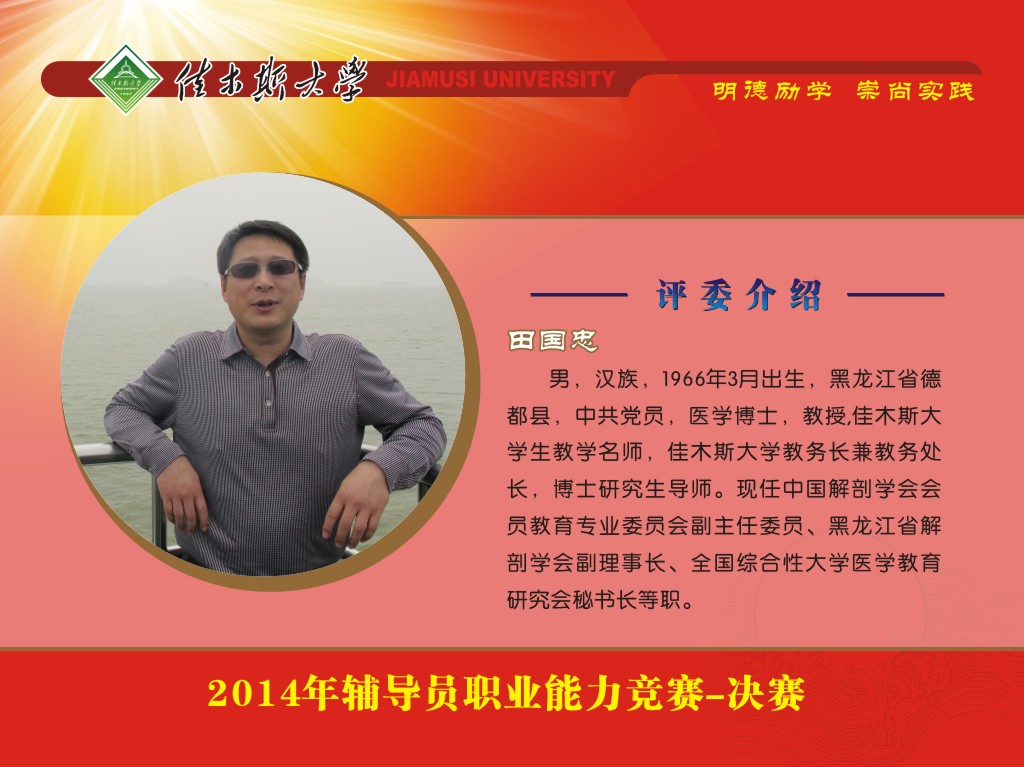 佳木斯大学
佳木斯大学 JIAMUSI UNIVERSITY
明德励学 崇尚实践
评委介绍
田国忠
男，汉族，1966年3月出生，黑龙江省德
都县，中共党员，医学博士，教授,佳木斯大
学生教学名师，佳木斯大学教务长兼教务处
长，博士研究生导师。现任中国解剖学会会
员教育专业委员会副主任委员、黑龙江省解
剖学会副理事长、全国综合性大学医学教育
研究会秘书长等职。
2014年辅导员职业能力竞赛-决赛